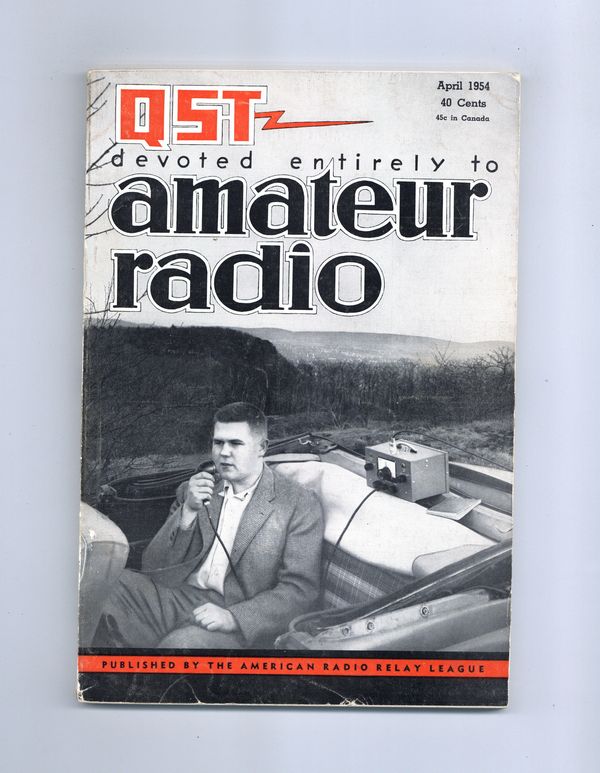 QST
April 1954
40 Cents
45c in Canada
devoted entirely to
amateur
radio
PUBLISHED BY THE AMERICAN RADIO RELAY LEAGUE